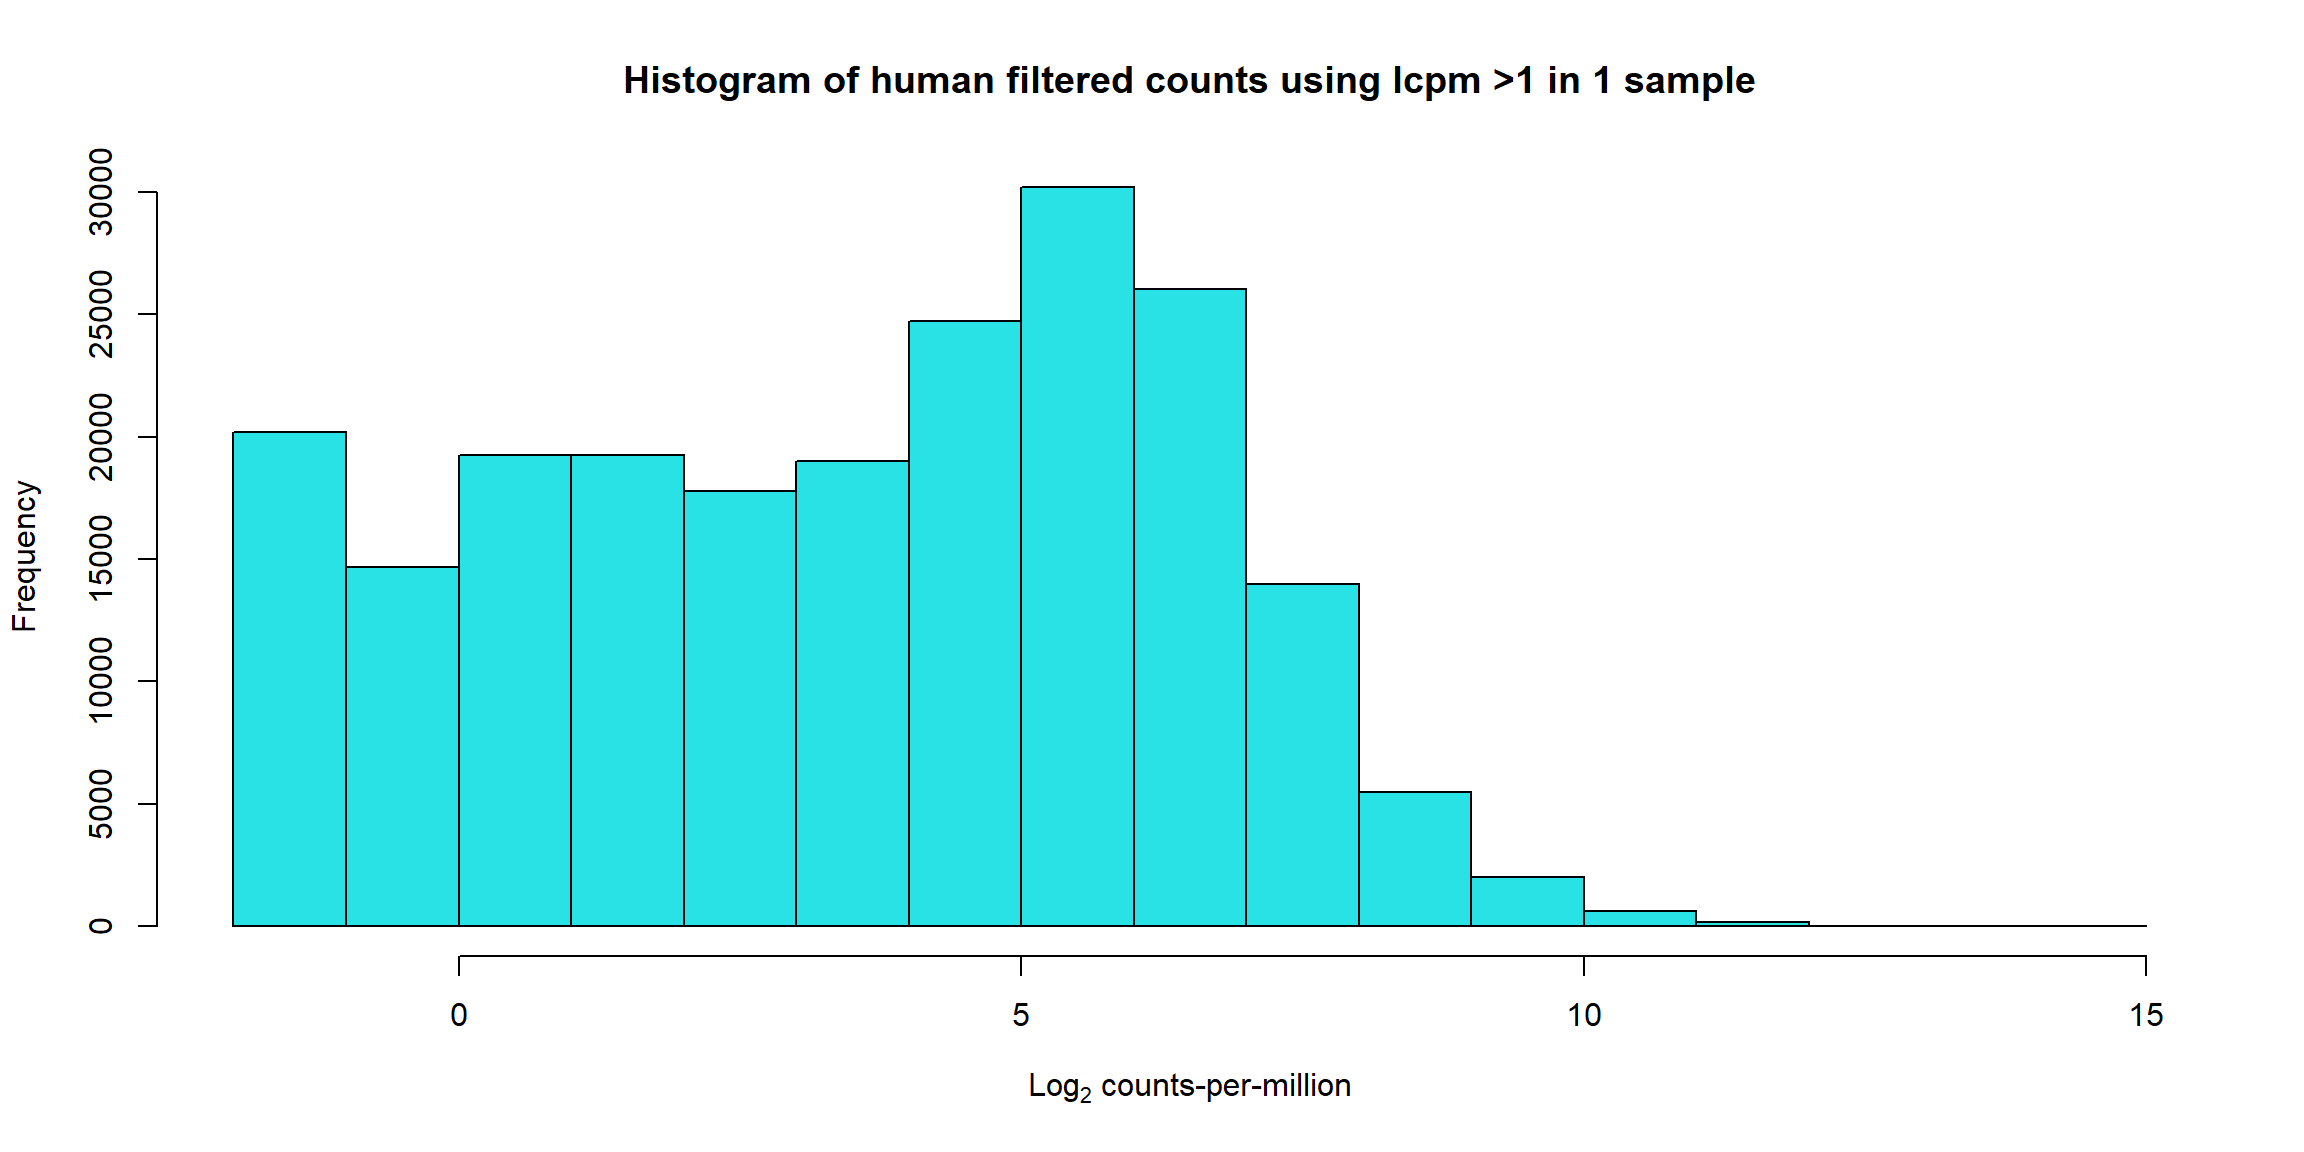 Histogram of human filtered counts using lcpm >1 in 1 sample
30000
25000
20000
15000
10000
5000
0
Frequency
0 5 10 15
Log₂ counts-per-million